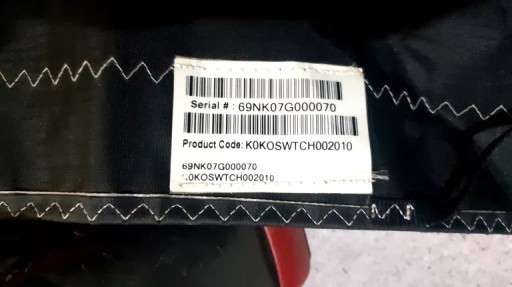 Serial # : 69NK07G000070
Product Code: K0KOSWTCH002010
69NK07G000070
K0KOSWTCH002010